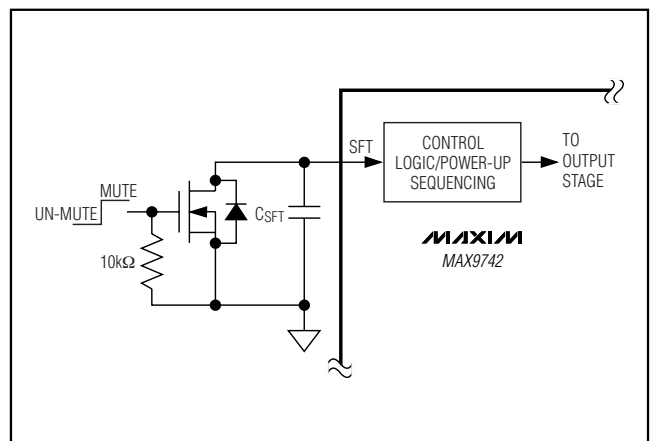 MUTE
UN-MUTE
10kΩ
CSFT
SFT
CONTROL
LOGIC/POWER-UP
SEQUENCING
TO
OUTPUT
STAGE
MAXIM
MAX9742